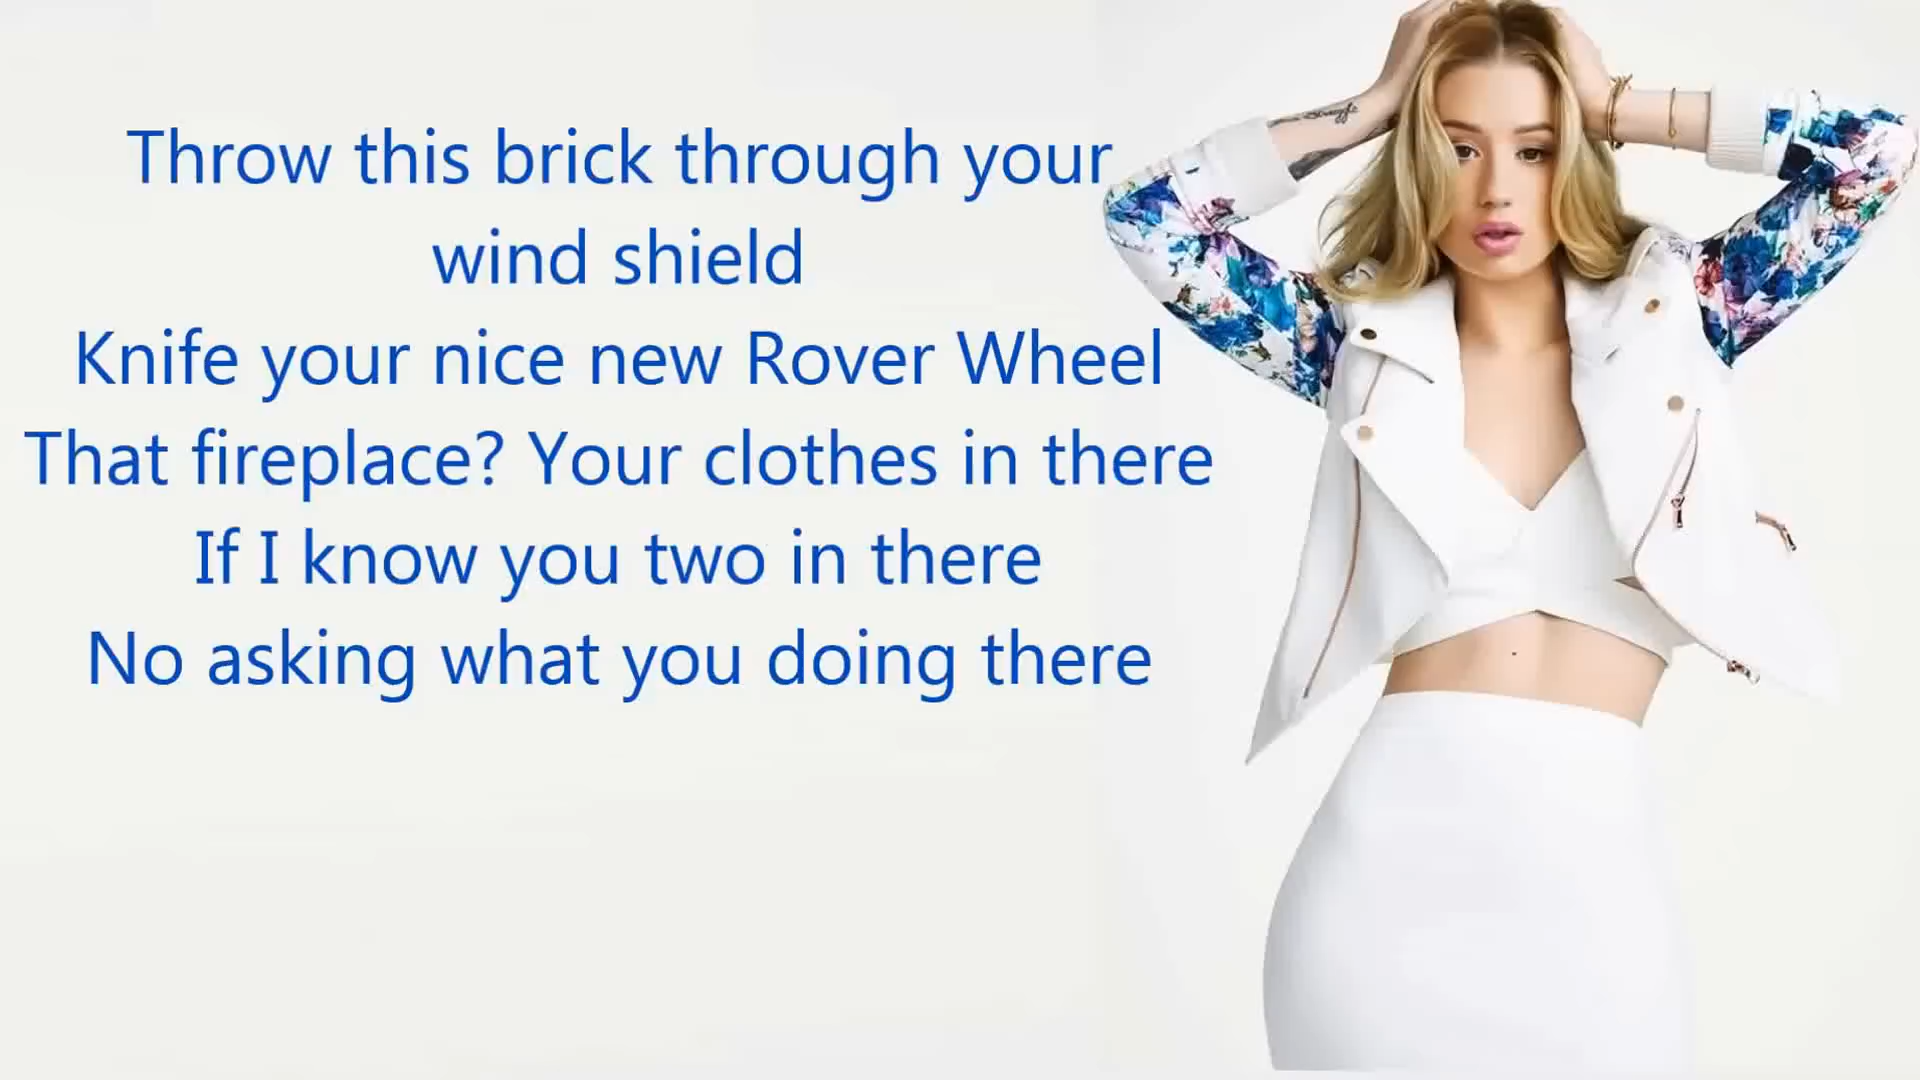 Throw this brick through your
wind shield
Knife your nice new Rover Wheel
That fireplace? Your clothes in there
If I know you two in there
No asking what you doing there